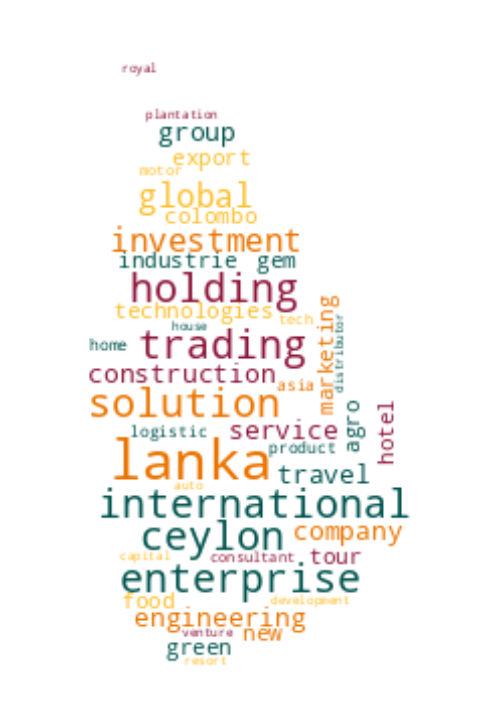 royal
plantation
group
export
motor
global
colombo
investment
industrie gem
holding
technologies
tech
house
marketing
distributor
home
trading
construction
asia
solution
agro
hotel
logistic
service
product
lanka
travel
auto
international
ceylon
company
capital
consultant
tour
enterprise
food
development
engineering
venture
new
green
resort